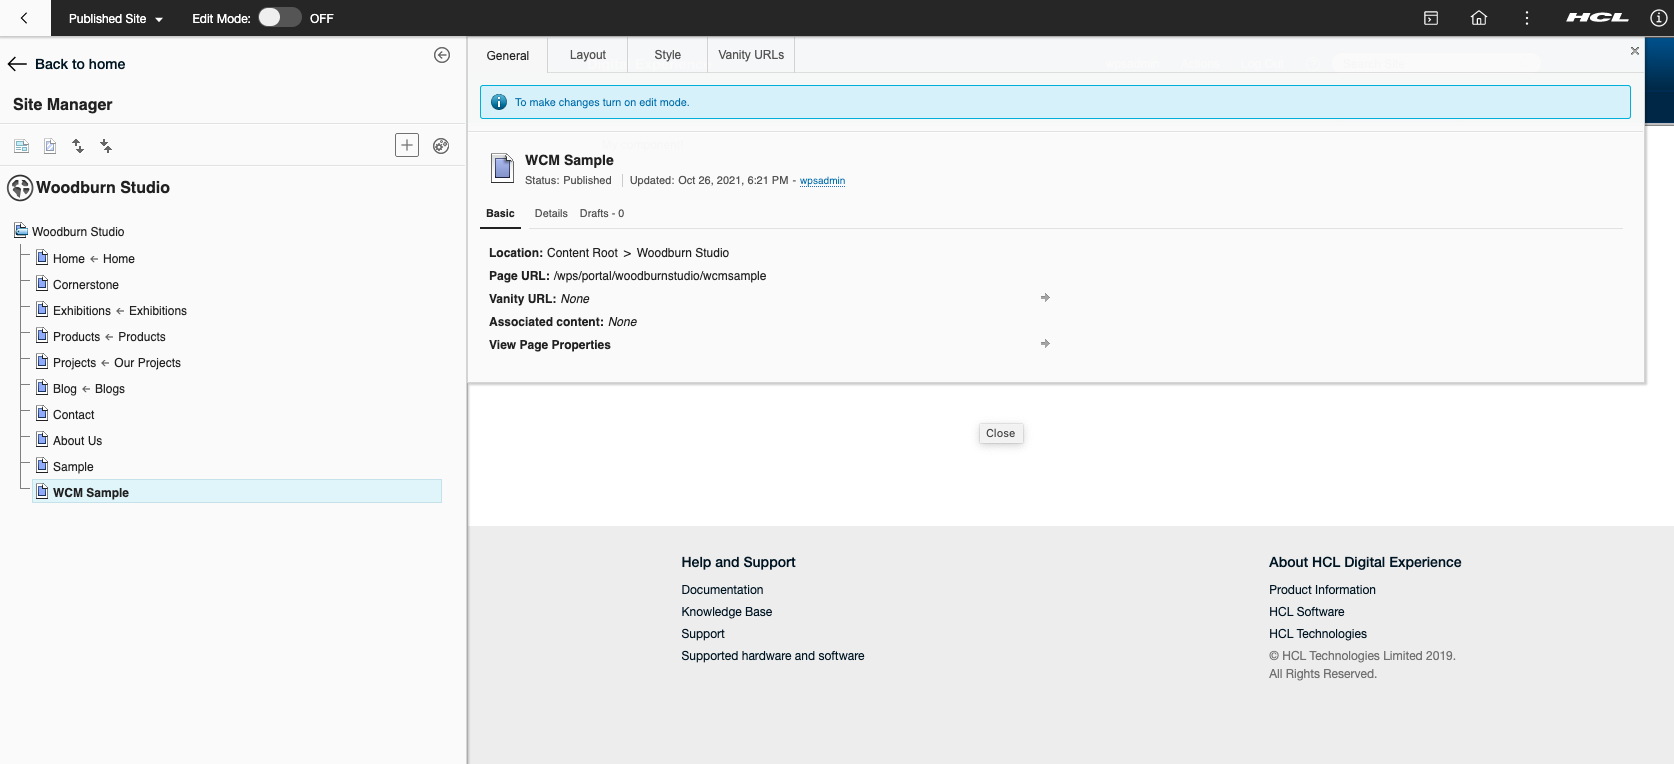 Published Site
Edit Mode: OFF
HCL
Back to home
Site Manager
Woodburn Studio
Woodburn Studio
Home ← Home
Cornerstone
Exhibitions ← Exhibitions
Products ← Products
Projects ← Our Projects
Blog ← Blogs
Contact
About Us
Sample
WCM Sample
General
Layout
Style
Vanity URLs
To make changes turn on edit mode.
WCM Sample
Status: Published
Updated: Oct 26, 2021, 6:21 PM - wpsadmin
Basic
Details
Drafts - 0
Location: Content Root > Woodburn Studio
Page URL: /wps/portal/woodburnstudio/wcmsample
Vanity URL: None
Associated content: None
View Page Properties
Close
Help and Support
Documentation
Knowledge Base
Support
Supported hardware and software
About HCL Digital Experience
Product Information
HCL Software
HCL Technologies
© HCL Technologies Limited 2019.
All Rights Reserved.